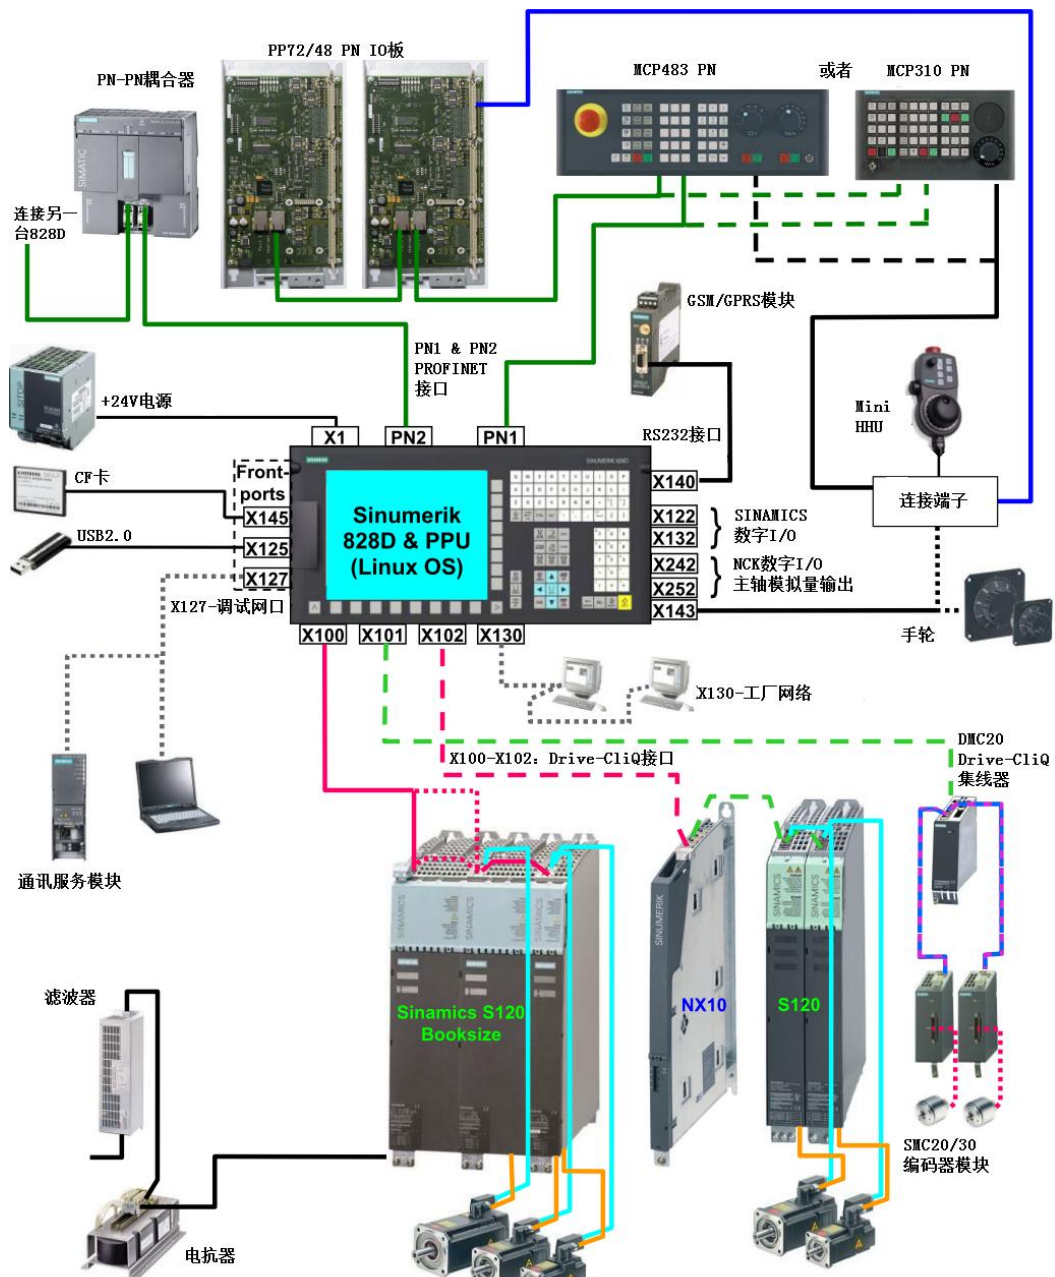 PP72/48 PN IO板
PN-PN耦合器
MCP483 PN
或者
MCP310 PN
SIMATIC
连接另一
台828D
GSM/GPRS模块
PN1 & PN2
PROFINET
接口
SITOP
+24V电源
Mini
HHU
RS232接口
X1
PN2
PN1
CF卡
Front-
ports
X140
连接端子
X145
Sinumerik
828D & PPU
(Linux OS)
X122
X132
SINAMICS
数字I/O
USB2.0
X125
X242
X252
NCK数字I/O
主轴模拟量输出
X127
X127-调试网口
X143
手轮
X100
X101
X102
X130
X130-工厂网络
X100-X102: Drive-CliQ接口
DMC20
Drive-CliQ
集线器
通讯服务模块
SINAMICS
SINAMICS
SINAMICS
SINUMERIK
SINAMICS
SINAMICS
滤波器
Sinamics S120
Booksize
NX10
S120
SMC20/30
编码器模块
电抗器